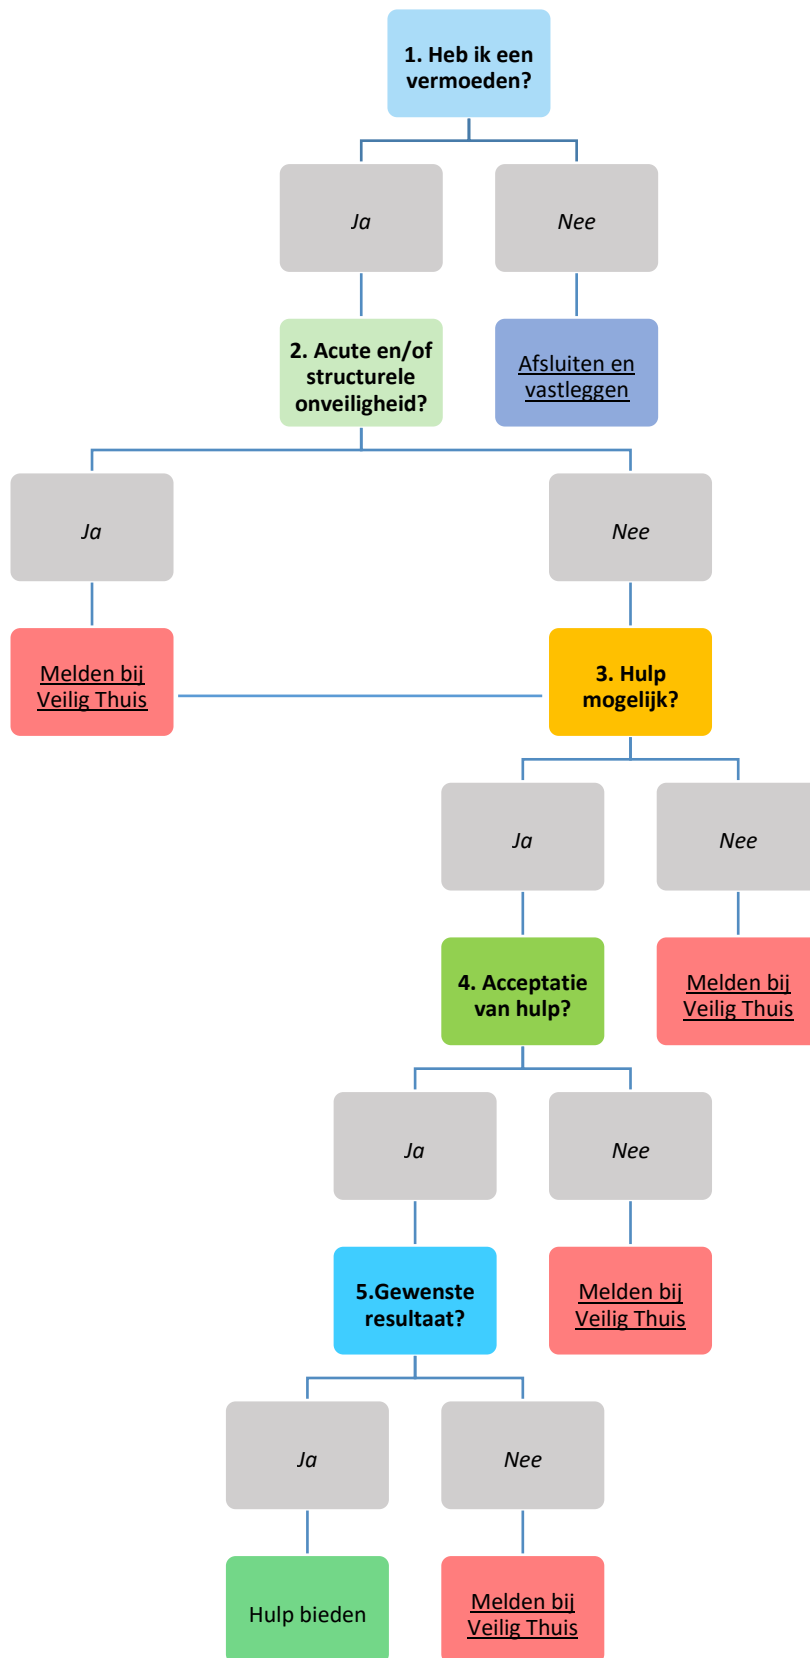 1. Heb ik een
vermoeden?
Ja
Nee
2. Acute en/of
structurele
onveiligheid?
Afsluiten en
vastleggen
Ja
Nee
Melden bij
Veilig Thuis
3. Hulp
mogelijk?
Ja
Nee
4. Acceptatie
van hulp?
Melden bij
Veilig Thuis
Ja
Nee
5.Gewenste
resultaat?
Melden bij
Veilig Thuis
Ja
Nee
Hulp bieden
Melden bij
Veilig Thuis